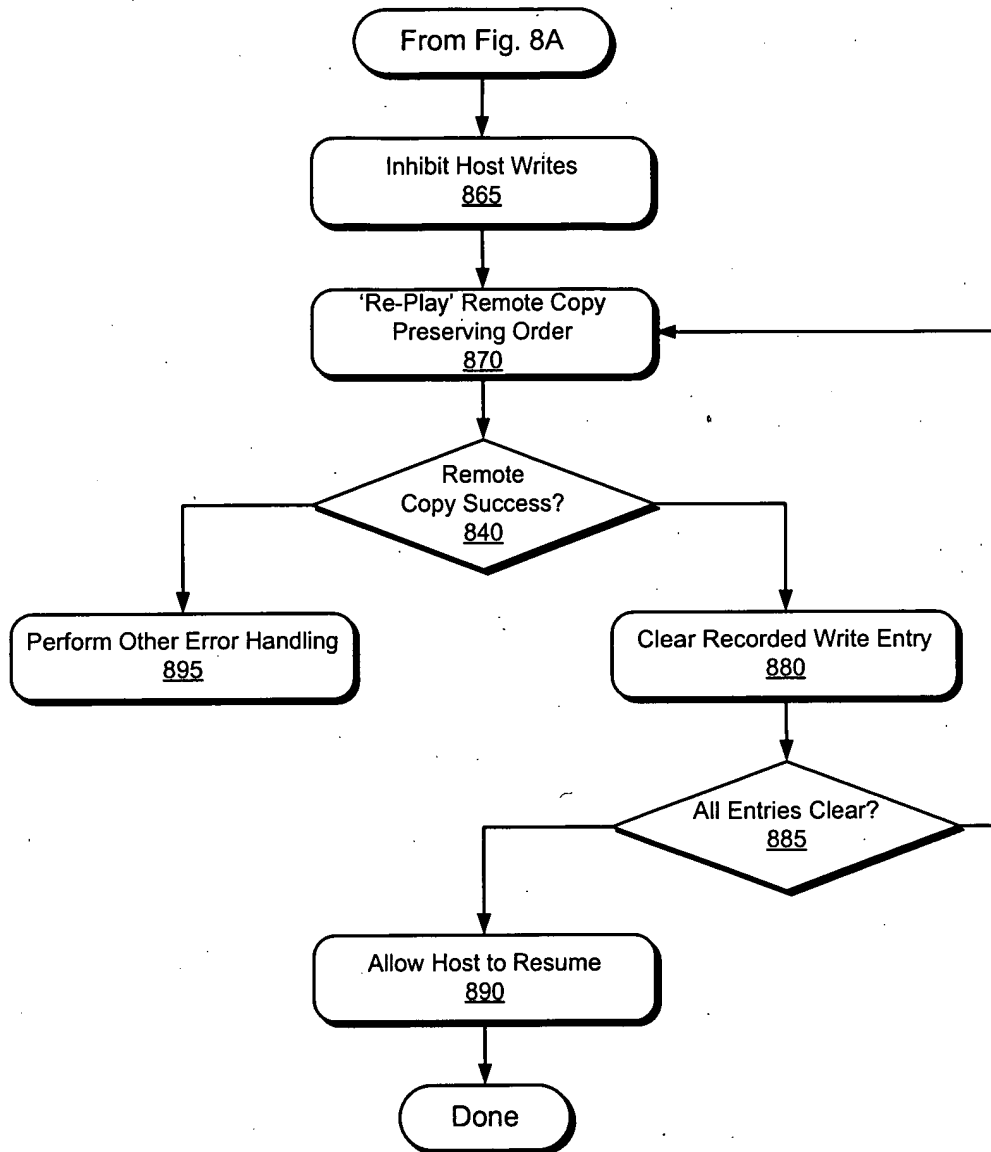 From Fig. 8A
Inhibit Host Writes
865
‘Re-Play’ Remote Copy
Preserving Order
870
Remote
Copy Success?
840
Perform Other Error Handling
895
Clear Recorded Write Entry
880
All Entries Clear?
885
Allow Host to Resume
890
Done